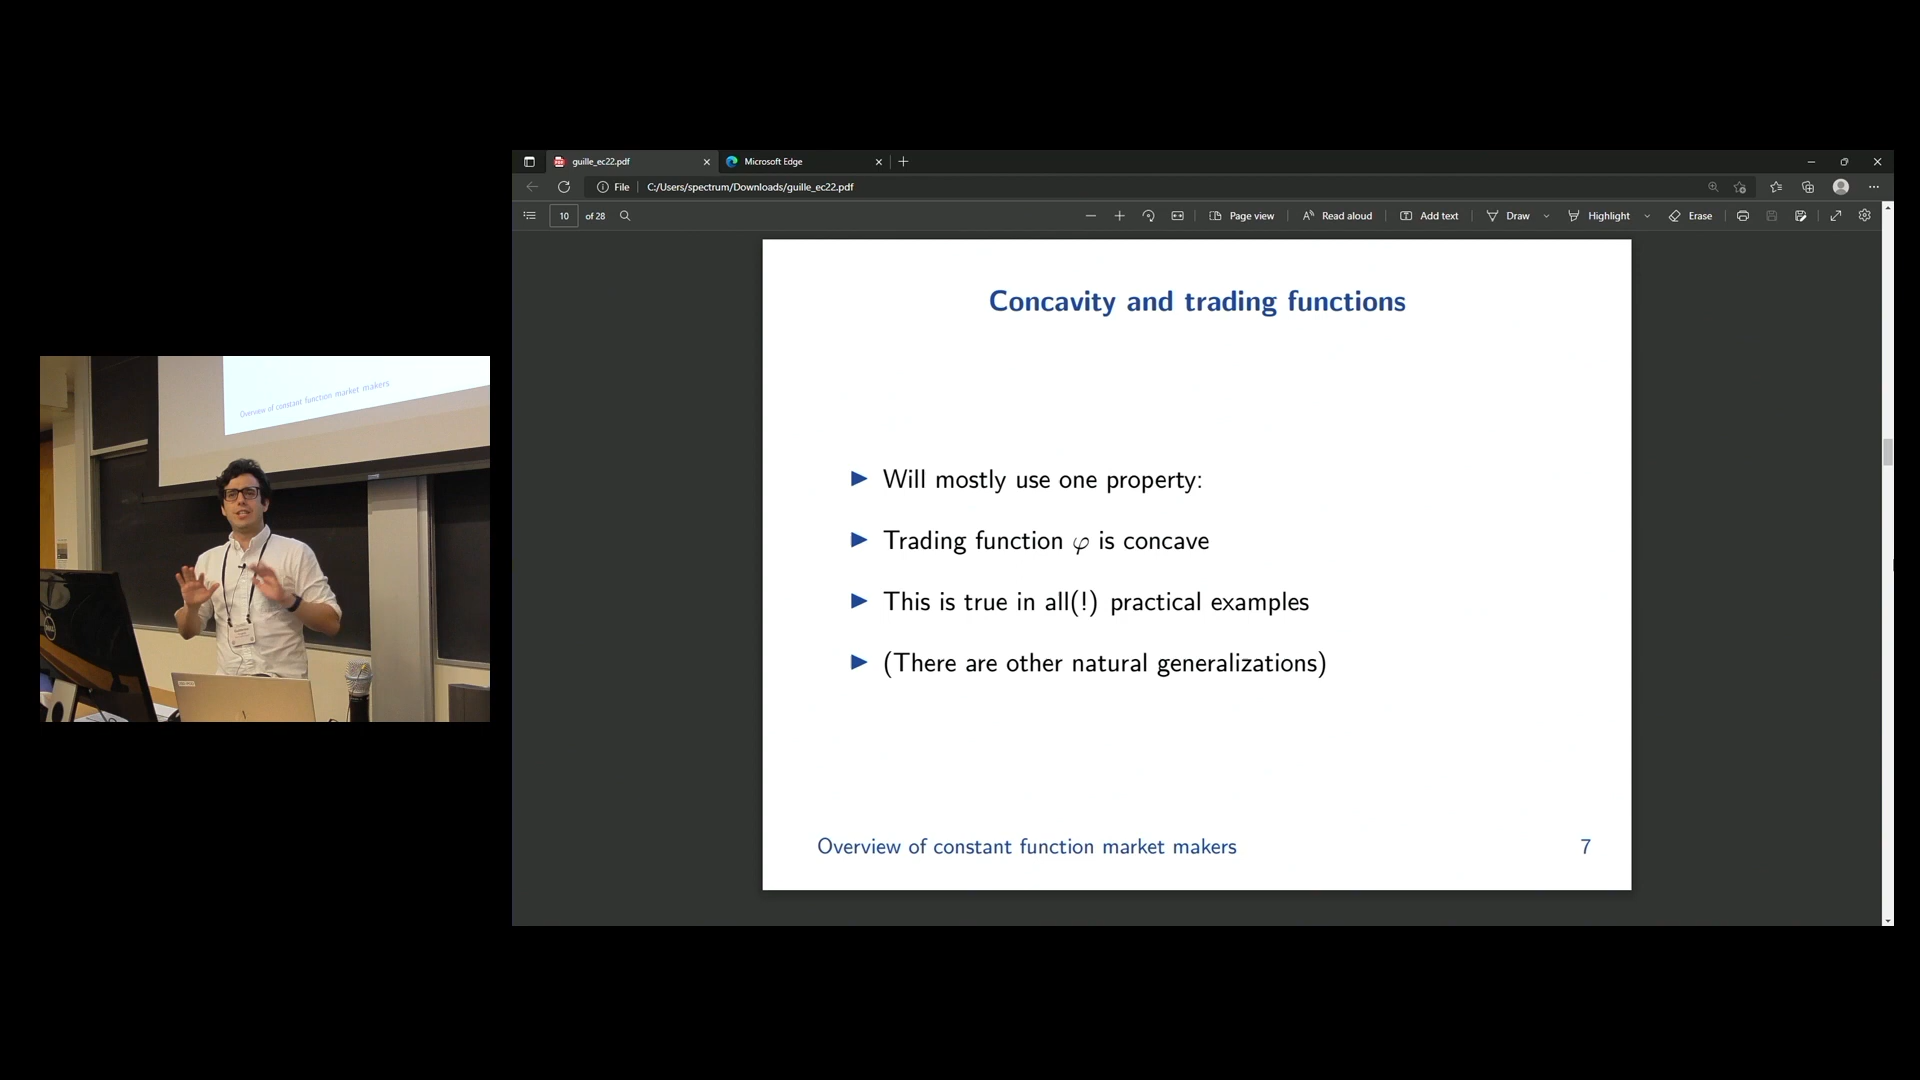 Overview of constant function market makers
DELL
guille_ec22.pdf
Microsoft Edge
File
C:/Users/spectrum/Downloads/guille_ec22.pdf
10 of 28
Page view
Read aloud
Add text
Draw
Highlight
Erase
Concavity and trading functions
▶ Will mostly use one property:
▶ Trading function φ is concave
▶ This is true in all(!) practical examples
▶ (There are other natural generalizations)
Overview of constant function market makers 7